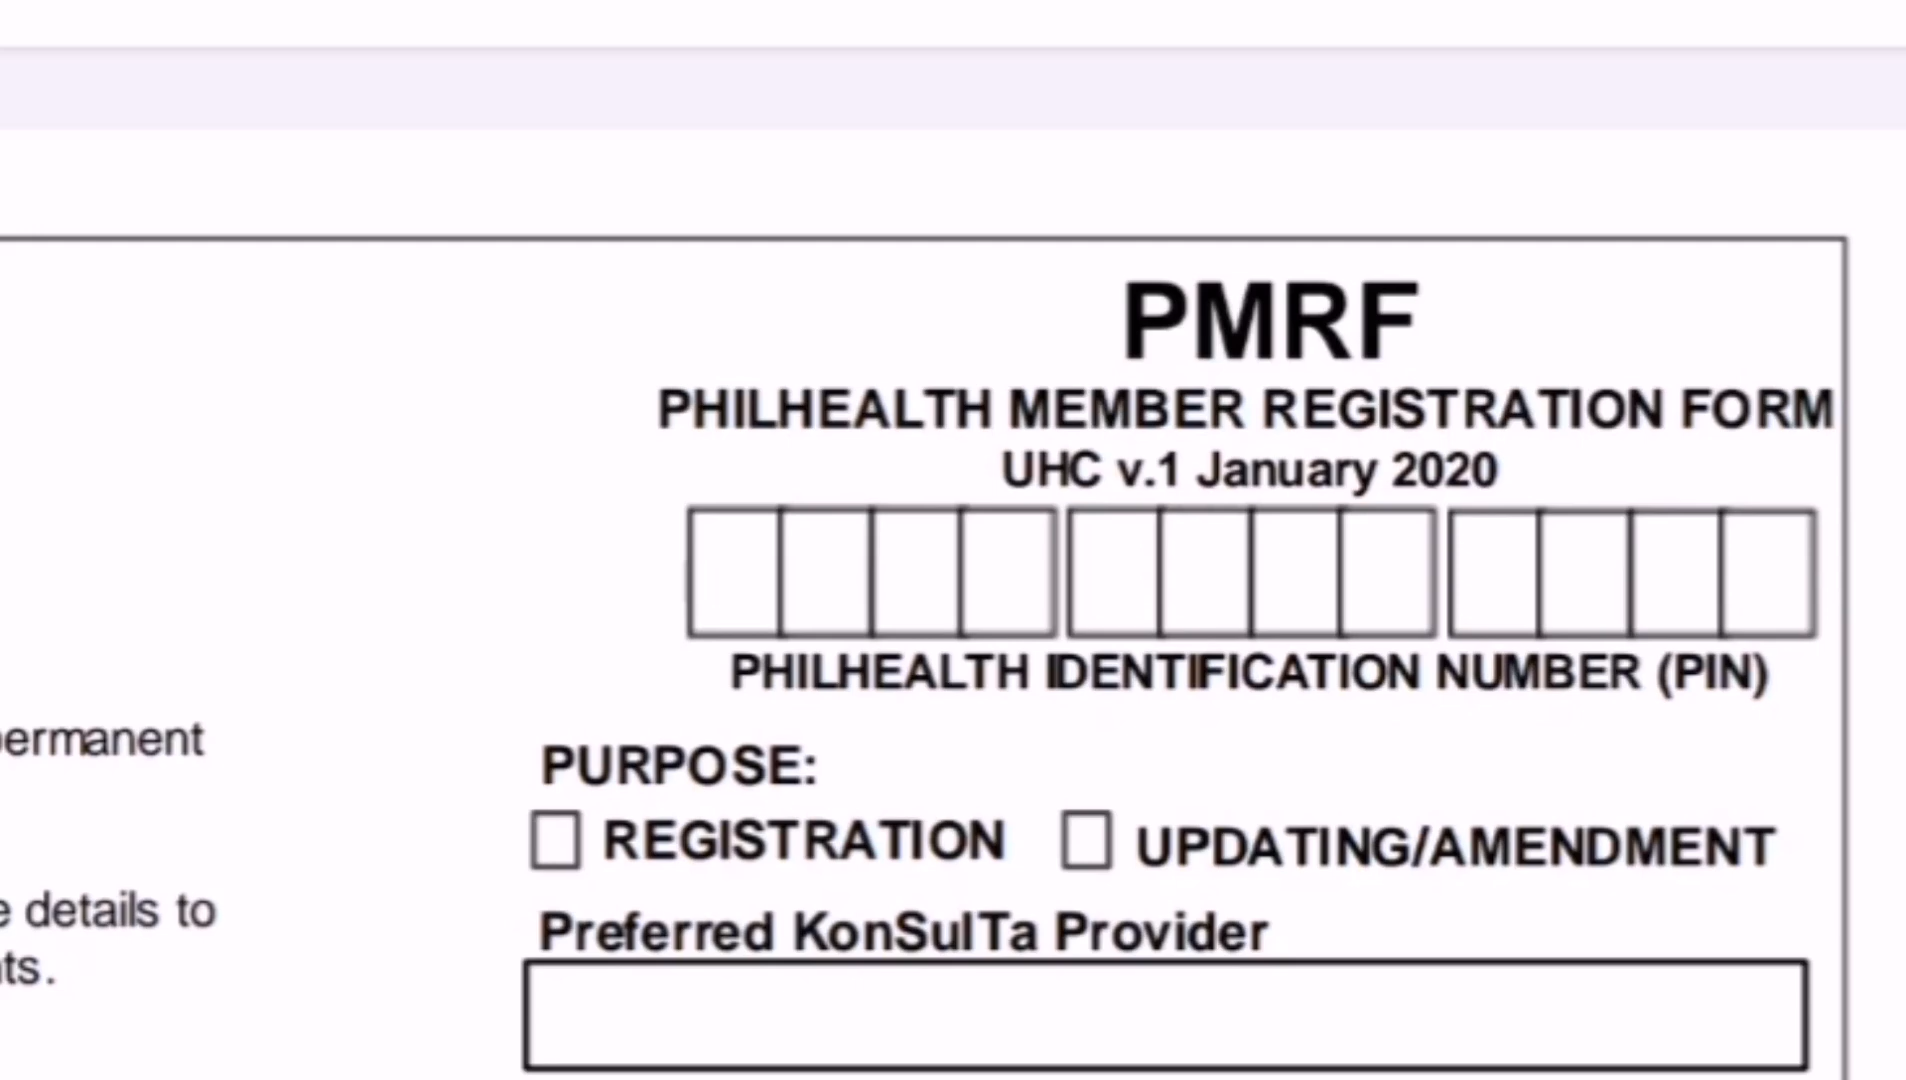 PMRF
PHILHEALTH MEMBER REGISTRATION FORM
UHC v.1 January 2020
PHILHEALTH IDENTIFICATION NUMBER (PIN)
permanent
PURPOSE:
REGISTRATION UPDATING/AMENDMENT
details to
Preferred KonSulTa Provider